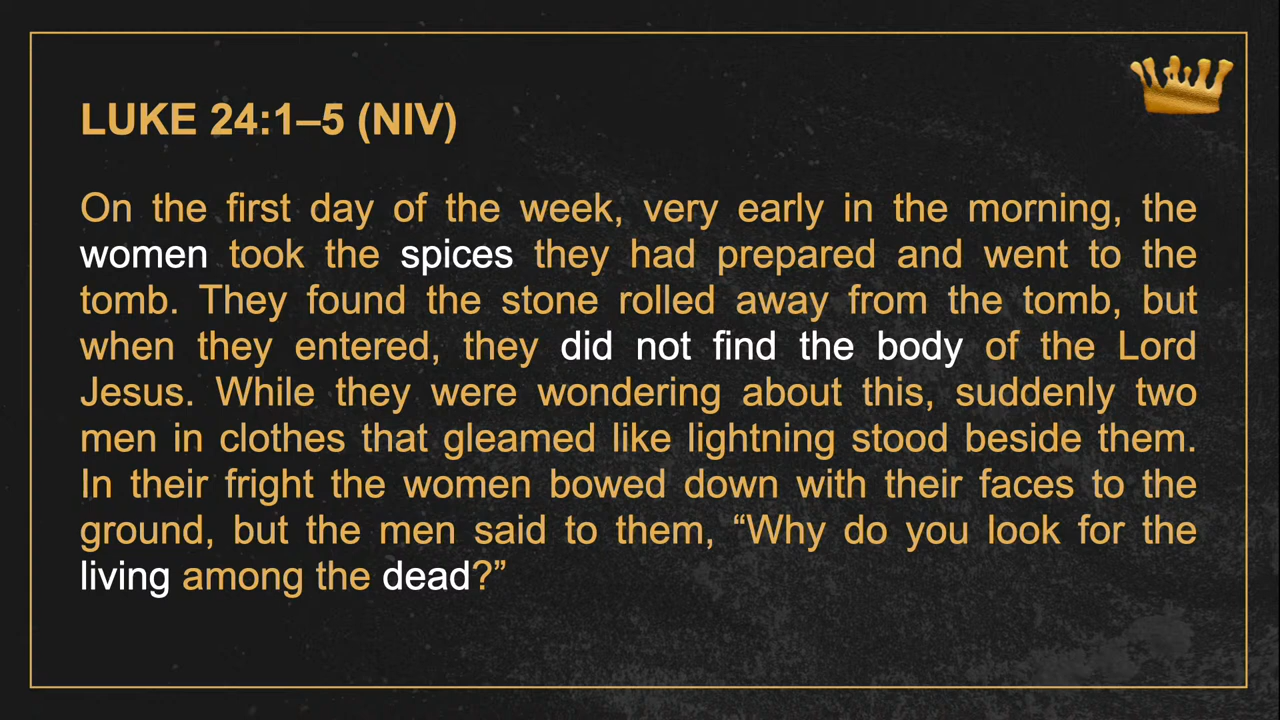 LUKE 24:1–5 (NIV)
On the first day of the week, very early in the morning, the
women took the spices they had prepared and went to the
tomb. They found the stone rolled away from the tomb, but
when they entered, they did not find the body of the Lord
Jesus. While they were wondering about this, suddenly two
men in clothes that gleamed like lightning stood beside them.
In their fright the women bowed down with their faces to the
ground, but the men said to them, “Why do you look for the
living among the dead?”